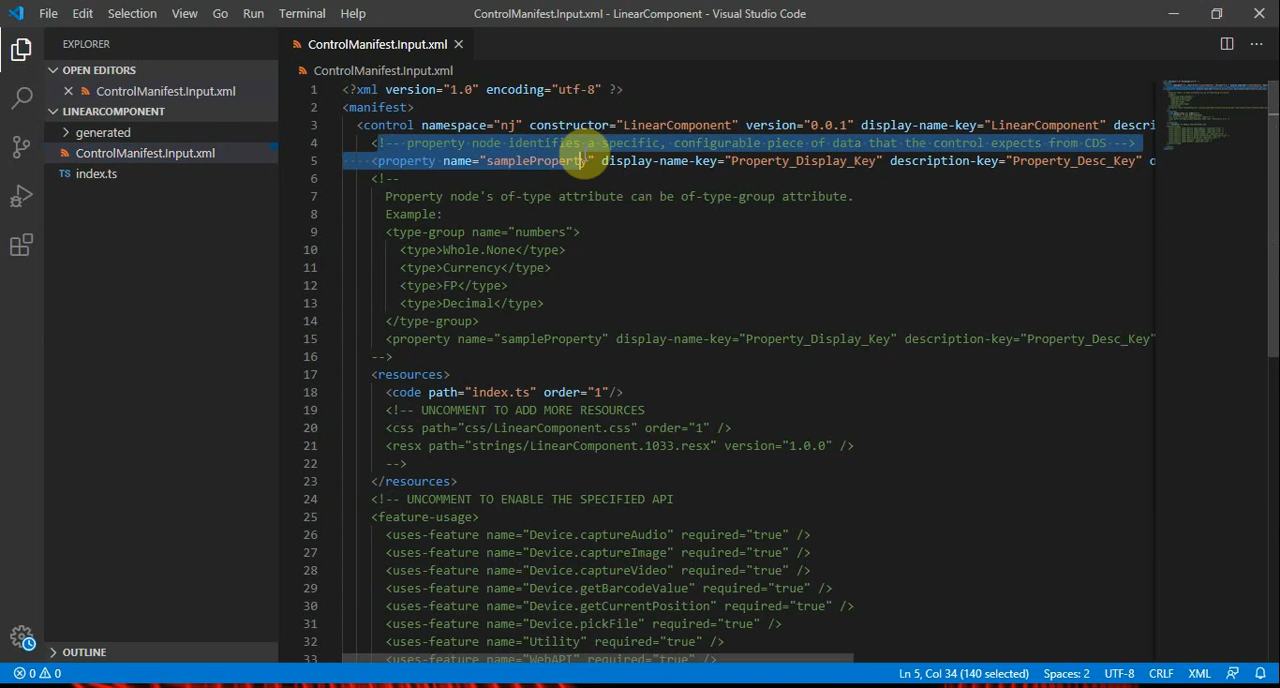 File Edit Selection View Go Run Terminal Help ControlManifest.Input.xml - LinearComponent - Visual Studio Code
EXPLORER
OPEN EDITORS
ControlManifest.Input.xml
LINEARCOMPONENT
generated
ControlManifest.Input.xml
TS index.ts
OUTLINE
ControlManifest.Input.xml
ControlManifest.Input.xml
1 <?xml version="1.0" encoding="utf-8" ?>
2 <manifest>
3 <control namespace="nj" constructor="LinearComponent" version="0.0.1" display-name-key="LinearComponent" descri
4 <!-- property node identifies a specific, configurable piece of data that the control expects from CDS -->
5 <property name="sampleProperty" display-name-key="Property_Display_Key" description-key="Property_Desc_Key" o
6 <!--
7 Property node's of-type attribute can be of-type-group attribute.
8 Example:
9 <type-group name="numbers">
10 <type>Whole.None</type>
11 <type>Currency</type>
12 <type>FP</type>
13 <type>Decimal</type>
14 </type-group>
15 <property name="sampleProperty" display-name-key="Property_Display_Key" description-key="Property_Desc_Key"
16 -->
17 <resources>
18 <code path="index.ts" order="1"/>
19 <!-- UNCOMMENT TO ADD MORE RESOURCES
20 <css path="css/LinearComponent.css" order="1" />
21 <resx path="strings/LinearComponent.1033.resx" version="1.0.0" />
22 -->
23 </resources>
24 <!-- UNCOMMENT TO ENABLE THE SPECIFIED API
25 <feature-usage>
26 <uses-feature name="Device.captureAudio" required="true" />
27 <uses-feature name="Device.captureImage" required="true" />
28 <uses-feature name="Device.captureVideo" required="true" />
29 <uses-feature name="Device.getBarcodeValue" required="true" />
30 <uses-feature name="Device.getCurrentPosition" required="true" />
31 <uses-feature name="Device.pickFile" required="true" />
32 <uses-feature name="Utility" required="true" />
33 <uses-feature name="WebAPI" required="true" />
0 0 Ln 5, Col 34 (140 selected) Spaces: 2 UTF-8 CRLF XML